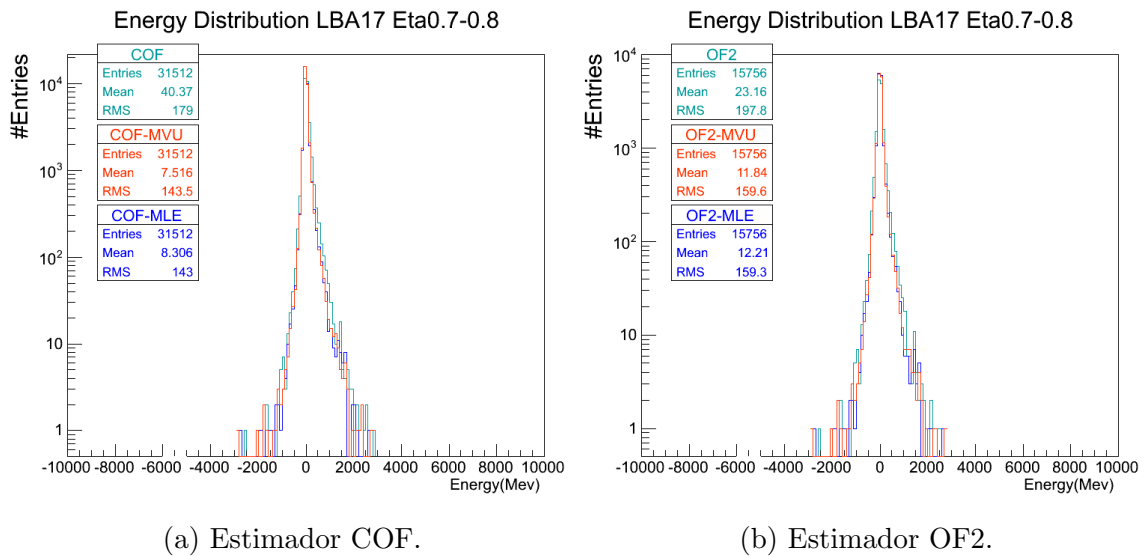 Energy Distribution LBA17 Eta0.7-0.8
#Entries
COF
Entries 31512
Mean 40.37
RMS 179
COF-MVU
Entries 31512
Mean 7.516
RMS 143.5
COF-MLE
Entries 31512
Mean 8.306
RMS 143
10^4
10^3
10^2
10
1
-10000 -8000 -6000 -4000 -2000 0 2000 4000 6000 8000 10000
Energy(Mev)
(a) Estimador COF.
Energy Distribution LBA17 Eta0.7-0.8
#Entries
OF2
Entries 15756
Mean 23.16
RMS 197.8
OF2-MVU
Entries 15756
Mean 11.84
RMS 159.6
OF2-MLE
Entries 15756
Mean 12.21
RMS 159.3
10^4
10^3
10^2
10
1
-10000 -8000 -6000 -4000 -2000 0 2000 4000 6000 8000 10000
Energy(Mev)
(b) Estimador OF2.